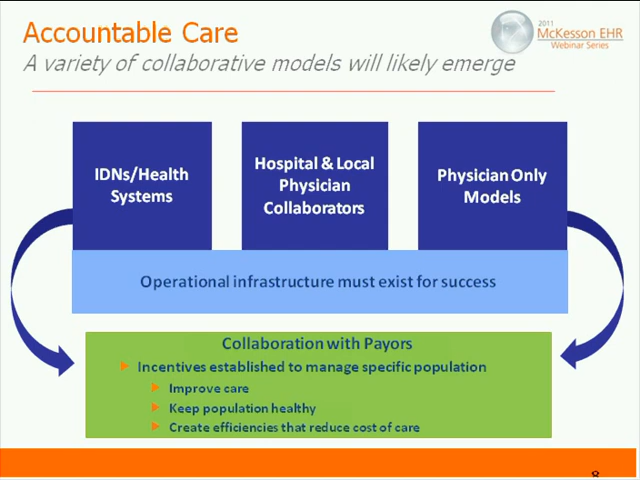 Accountable Care
A variety of collaborative models will likely emerge
2011
McKesson EHR
Webinar Series
IDNs/Health
Systems
Hospital & Local
Physician
Collaborators
Physician Only
Models
Operational infrastructure must exist for success
Collaboration with Payors
Incentives established to manage specific population
Improve care
Keep population healthy
Create efficiencies that reduce cost of care
8